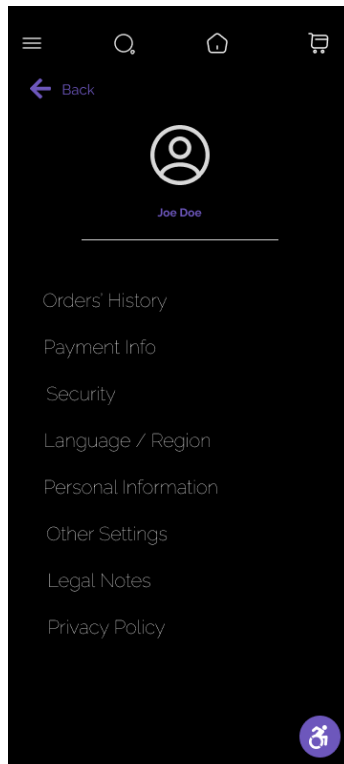 Back
Joe Doe
Orders' History
Payment Info
Security
Language / Region
Personal Information
Other Settings
Legal Notes
Privacy Policy